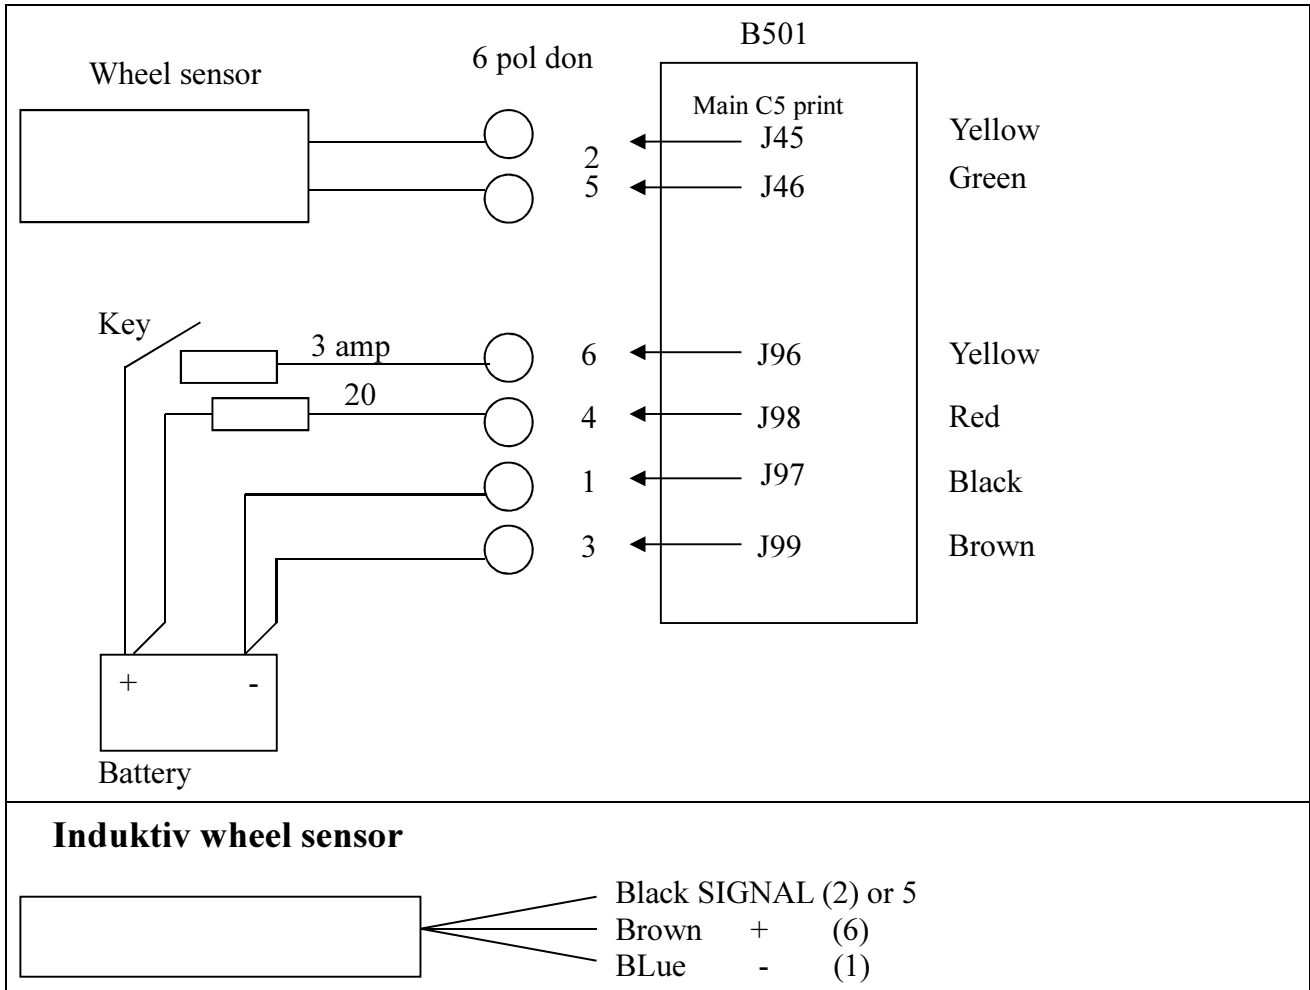 B501
6 pol don
Wheel sensor
Main C5 print
2 J45 Yellow
5 J46 Green
Key
3 amp 6 J96 Yellow
20 4 J98 Red
1 J97 Black
3 J99 Brown
+ -
Battery
Induktiv wheel sensor
Black SIGNAL (2) or 5
Brown + (6)
BLue - (1)